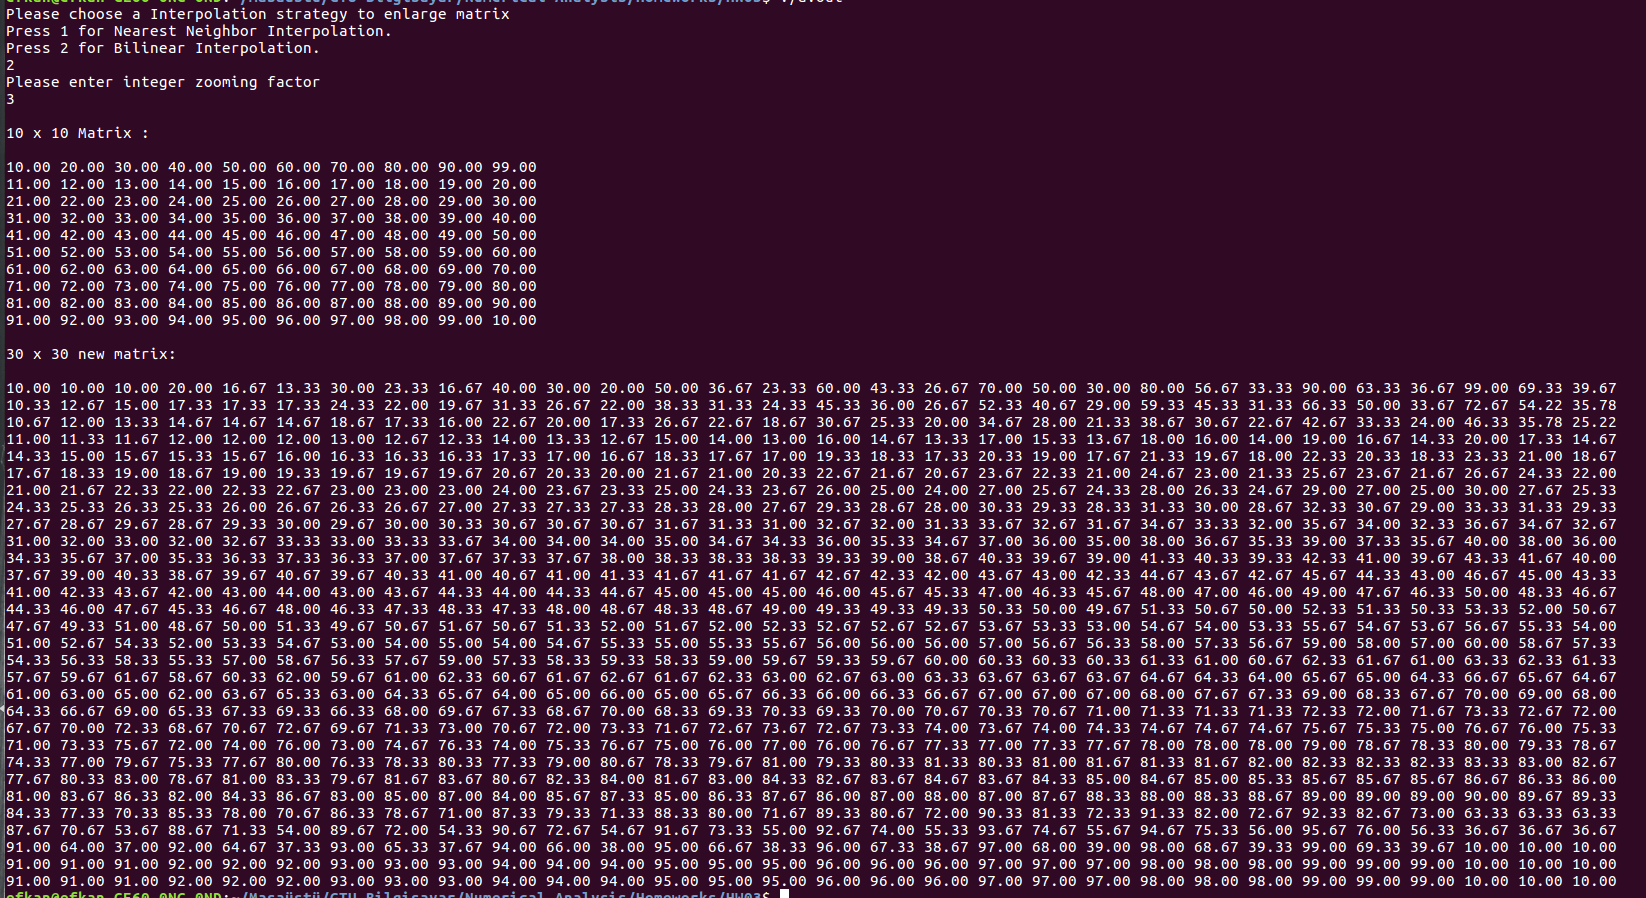 Please choose a Interpolation strategy to enlarge matrix
Press 1 for Nearest Neighbor Interpolation.
Press 2 for Bilinear Interpolation.
2
Please enter integer zooming factor
3
10 x 10 Matrix :
10.00 20.00 30.00 40.00 50.00 60.00 70.00 80.00 90.00 99.00
11.00 12.00 13.00 14.00 15.00 16.00 17.00 18.00 19.00 20.00
21.00 22.00 23.00 24.00 25.00 26.00 27.00 28.00 29.00 30.00
31.00 32.00 33.00 34.00 35.00 36.00 37.00 38.00 39.00 40.00
41.00 42.00 43.00 44.00 45.00 46.00 47.00 48.00 49.00 50.00
51.00 52.00 53.00 54.00 55.00 56.00 57.00 58.00 59.00 60.00
61.00 62.00 63.00 64.00 65.00 66.00 67.00 68.00 69.00 70.00
71.00 72.00 73.00 74.00 75.00 76.00 77.00 78.00 79.00 80.00
81.00 82.00 83.00 84.00 85.00 86.00 87.00 88.00 89.00 90.00
91.00 92.00 93.00 94.00 95.00 96.00 97.00 98.00 99.00 10.00
30 x 30 new matrix:
10.00 10.00 10.00 20.00 16.67 13.33 30.00 23.33 16.67 40.00 30.00 20.00 50.00 36.67 23.33 60.00 43.33 26.67 70.00 50.00 30.00 80.00 56.67 33.33 90.00 63.33 36.67 99.00 69.33 39.67
10.33 12.67 15.00 17.33 17.33 17.33 24.33 22.00 19.67 31.33 26.67 22.00 38.33 31.33 24.33 45.33 36.00 26.67 52.33 40.67 29.00 59.33 45.33 31.33 66.33 50.00 33.67 72.67 54.22 35.78
10.67 12.00 13.33 14.67 14.67 14.67 18.67 17.33 16.00 22.67 20.00 17.33 26.67 22.67 18.67 30.67 25.33 20.00 34.67 28.00 21.33 38.67 30.67 22.67 42.67 33.33 24.00 46.33 35.78 25.22
11.00 11.33 11.67 12.00 12.00 12.00 13.00 12.67 12.33 14.00 13.33 12.67 15.00 14.00 13.00 16.00 14.67 13.33 17.00 15.33 13.67 18.00 16.00 14.00 19.00 16.67 14.33 20.00 17.33 14.67
14.33 15.00 15.67 15.33 15.67 16.00 16.33 16.33 16.33 17.33 17.00 16.67 18.33 17.67 17.00 19.33 18.33 17.33 20.33 19.00 17.67 21.33 19.67 18.00 22.33 20.33 18.33 23.33 21.00 18.67
17.67 18.33 19.00 18.67 19.00 19.33 19.67 19.67 19.67 20.67 20.33 20.00 21.67 21.00 20.33 22.67 21.67 20.67 23.67 22.33 21.00 24.67 23.00 21.33 25.67 23.67 21.67 26.67 24.33 22.00
21.00 21.67 22.33 22.00 22.33 22.67 23.00 23.00 23.00 24.00 23.67 23.33 25.00 24.33 23.67 26.00 25.00 24.00 27.00 25.67 24.33 28.00 26.33 24.67 29.00 27.00 25.00 30.00 27.67 25.33
24.33 25.33 26.33 25.33 26.00 26.67 26.33 26.67 27.00 27.33 27.33 27.33 28.33 28.00 27.67 29.33 28.67 28.00 30.33 29.33 28.33 31.33 30.00 28.67 32.33 30.67 29.00 33.33 31.33 29.33
27.67 28.67 29.67 28.67 29.33 30.00 29.67 30.00 30.33 30.67 30.67 30.67 31.67 31.33 31.00 32.67 32.00 31.33 33.67 32.67 31.67 34.67 33.33 32.00 35.67 34.00 32.33 36.67 34.67 32.67
31.00 32.00 33.00 32.00 32.67 33.33 33.00 33.33 33.67 34.00 34.00 34.00 35.00 34.67 34.33 36.00 35.33 34.67 37.00 36.00 35.00 38.00 36.67 35.33 39.00 37.33 35.67 40.00 38.00 36.00
34.33 35.67 37.00 35.33 36.33 37.33 36.33 37.00 37.67 37.33 37.67 38.00 38.33 38.33 38.33 39.33 39.00 38.67 40.33 39.67 39.00 41.33 40.33 39.33 42.33 41.00 39.67 43.33 41.67 40.00
37.67 39.00 40.33 38.67 39.67 40.67 39.67 40.33 41.00 40.67 41.00 41.33 41.67 41.67 41.67 42.67 42.33 42.00 43.67 43.00 42.33 44.67 43.67 42.67 45.67 44.33 43.00 46.67 45.00 43.33
41.00 42.33 43.67 42.00 43.00 44.00 43.00 43.67 44.33 44.00 44.33 44.67 45.00 45.00 45.00 46.00 45.67 45.33 47.00 46.33 45.67 48.00 47.00 46.00 49.00 47.67 46.33 50.00 48.33 46.67
44.33 46.00 47.67 45.33 46.67 48.00 46.33 47.33 48.33 47.33 48.00 48.67 48.33 48.67 49.00 49.33 49.33 49.33 50.33 50.00 49.67 51.33 50.67 50.00 52.33 51.33 50.33 53.33 52.00 50.67
47.67 49.33 51.00 48.67 50.00 51.33 49.67 50.67 51.67 50.67 51.33 52.00 51.67 52.00 52.33 52.67 52.67 52.67 53.67 53.33 53.00 54.67 54.00 53.33 55.67 54.67 53.67 56.67 55.33 54.00
51.00 52.67 54.33 52.00 53.33 54.67 53.00 54.00 55.00 54.00 54.67 55.33 55.00 55.33 55.67 56.00 56.00 56.00 57.00 56.67 56.33 58.00 57.33 56.67 59.00 58.00 57.00 60.00 58.67 57.33
54.33 56.33 58.33 55.33 57.00 58.67 56.33 57.67 59.00 57.33 58.33 59.33 58.33 59.00 59.67 59.33 59.67 60.00 60.33 60.33 60.33 61.33 61.00 60.67 62.33 61.67 61.00 63.33 62.33 61.33
57.67 59.67 61.67 58.67 60.33 62.00 59.67 61.00 62.33 60.67 61.67 62.67 61.67 62.33 63.00 62.67 63.00 63.33 63.67 63.67 63.67 64.67 64.33 64.00 65.67 65.00 64.33 66.67 65.67 64.67
61.00 63.00 65.00 62.00 63.67 65.33 63.00 64.33 65.67 64.00 65.00 66.00 65.00 65.67 66.33 66.00 66.33 66.67 67.00 67.00 67.00 68.00 67.67 67.33 69.00 68.33 67.67 70.00 69.00 68.00
64.33 66.67 69.00 65.33 67.33 69.33 66.33 68.00 69.67 67.33 68.67 70.00 68.33 69.33 70.33 69.33 70.00 70.67 70.33 70.67 71.00 71.33 71.33 71.33 72.33 72.00 71.67 73.33 72.67 72.00
67.67 70.00 72.33 68.67 70.67 72.67 69.67 71.33 73.00 70.67 72.00 73.33 71.67 72.67 73.67 72.67 73.33 74.00 73.67 74.00 74.33 74.67 74.67 74.67 75.67 75.33 75.00 76.67 76.00 75.33
71.00 73.33 75.67 72.00 74.00 76.00 73.00 74.67 76.33 74.00 75.33 76.67 75.00 76.00 77.00 76.00 76.67 77.33 77.00 77.33 77.67 78.00 78.00 78.00 79.00 78.67 78.33 80.00 79.33 78.67
74.33 77.00 79.67 75.33 77.67 80.00 76.33 78.33 80.33 77.33 79.00 80.67 78.33 79.67 81.00 79.33 80.33 81.33 80.33 81.00 81.67 81.33 81.67 82.00 82.33 82.33 82.33 83.33 83.00 82.67
77.67 80.33 83.00 78.67 81.00 83.33 79.67 81.67 83.67 80.67 82.33 84.00 81.67 83.00 84.33 82.67 83.67 84.67 83.67 84.33 85.00 84.67 85.00 85.33 85.67 85.67 85.67 86.67 86.33 86.00
81.00 83.67 86.33 82.00 84.33 86.67 83.00 85.00 87.00 84.00 85.67 87.33 85.00 86.33 87.67 86.00 87.00 88.00 87.00 87.67 88.33 88.00 88.33 88.67 89.00 89.00 89.00 90.00 89.67 89.33
84.33 77.33 70.33 85.33 78.00 70.67 86.33 78.67 71.00 87.33 79.33 71.33 88.33 80.00 71.67 89.33 80.67 72.00 90.33 81.33 72.33 91.33 82.00 72.67 92.33 82.67 73.00 63.33 63.33 63.33
87.67 70.67 53.67 88.67 71.33 54.00 89.67 72.00 54.33 90.67 72.67 54.67 91.67 73.33 55.00 92.67 74.00 55.33 93.67 74.67 55.67 94.67 75.33 56.00 95.67 76.00 56.33 36.67 36.67 36.67
91.00 64.00 37.00 92.00 64.67 37.33 93.00 65.33 37.67 94.00 66.00 38.00 95.00 66.67 38.33 96.00 67.33 38.67 97.00 68.00 39.00 98.00 68.67 39.33 99.00 69.33 39.67 10.00 10.00 10.00
91.00 91.00 91.00 92.00 92.00 92.00 93.00 93.00 93.00 94.00 94.00 94.00 95.00 95.00 95.00 96.00 96.00 96.00 97.00 97.00 97.00 98.00 98.00 98.00 99.00 99.00 99.00 10.00 10.00 10.00
91.00 91.00 91.00 92.00 92.00 92.00 93.00 93.00 93.00 94.00 94.00 94.00 95.00 95.00 95.00 96.00 96.00 96.00 97.00 97.00 97.00 98.00 98.00 98.00 99.00 99.00 99.00 10.00 10.00 10.00